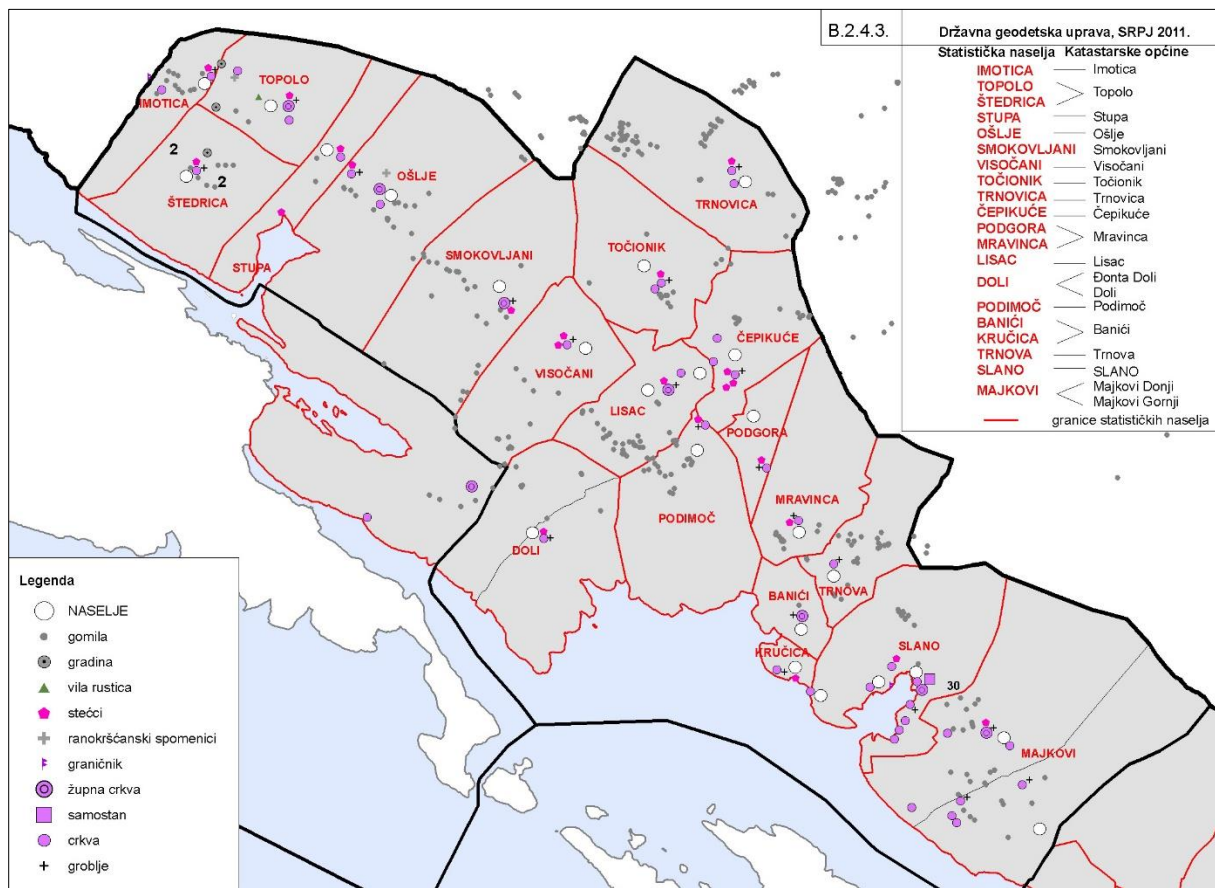 B.2.4.3.
Državna geodetska uprava, SRPJ 2011.
Statistička naselja Katastarske općine
IMOTICA Imotica
TOPOLO
Topolo
ŠTEDRICA
STUPA Stupa
OŠLJE Ošlje
SMOKOVLJANI Smokovljani
VISOČANI Visočani
TOČIONIK Točionik
TRNOVICA Trnovica
ČEPIKUĆE Čepikuće
PODGORA
Mravinca
MRAVINCA
LISAC Lisac
Đonta Doli
DOLI
Doli
PODIMOČ Podimoč
BANIĆI
Banići
KRUČICA
TRNOVA Trnova
SLANO SLANO
Majkovi Donji
MAJKOVI
Majkovi Gornji
granice statističkih naselja
TOPOLO
IMOTICA
2
2
ŠTEDRICA
OŠLJE
STUPA
TRNOVICA
TOČIONIK
SMOKOVLJANI
ČEPIKUĆE
VISOČANI
LISAC
PODGORA
MRAVINCA
PODIMOČ
DOLI
TRNOVA
BANIĆI
KRUČICA
SLANO
30
MAJKOVI
Legenda
NASELJE
gomila
gradina
vila rustica
stećci
ranokršćanski spomenici
graničnik
župna crkva
samostan
crkva
groblje